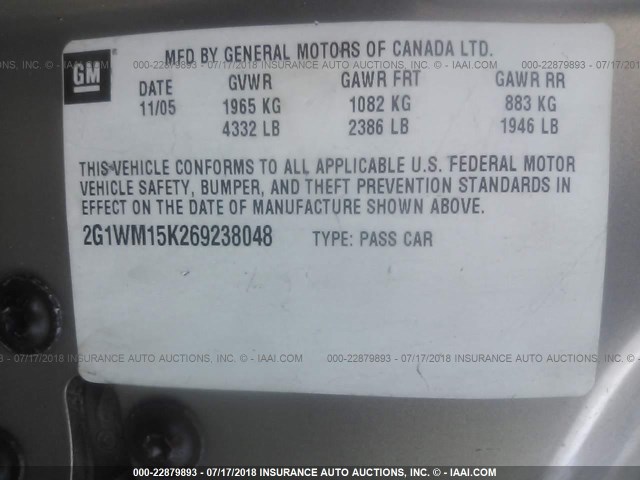 GM
MFD BY GENERAL MOTORS OF CANADA LTD.
DATE GVWR GAWR FRT GAWR RR
11/05 1965 KG 1082 KG 883 KG
4332 LB 2386 LB 1946 LB
THIS VEHICLE CONFORMS TO ALL APPLICABLE U.S. FEDERAL MOTOR
VEHICLE SAFETY, BUMPER, AND THEFT PREVENTION STANDARDS IN
EFFECT ON THE DATE OF MANUFACTURE SHOWN ABOVE.
2G1WM15K269238048 TYPE: PASS CAR
000-22879893 - 07/17/2018 INSURANCE AUTO AUCTIONS, INC. © - IAAI.COM